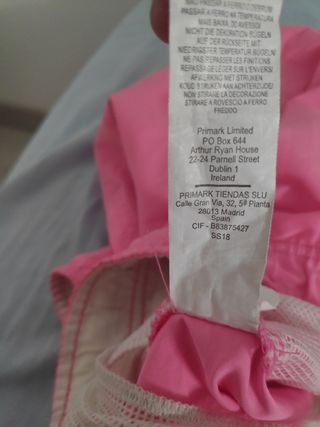 PASSAR A FERRO NA TEMPERATURA
MAIS BAIXA, DO AVESSO/
NICHT DIE DEKORATION BÜGELN
AUF DER RÜCKSEITE MIT
NIEDRIGSTER TEMPERATUR BÜGELN/
NE PAS REPASSER LES FINITIONS
REPASSAGE LÉGER SUR L'ENVERS/
AFWERKING NIET STRIJKEN
KOUD STRIJKEN AAN ACHTERZIJDE/
NON STIRARE LA DECORAZIONE
STIRARE A ROVESCIO A FERRO
FREDDO
Primark Limited
PO Box 644
Arthur Ryan House
22-24 Parnell Street
Dublin 1
Ireland
PRIMARK TIENDAS SLU
Calle Gran Via, 32, 5ª Planta
28013 Madrid
Spain
CIF - B83875427
SS18